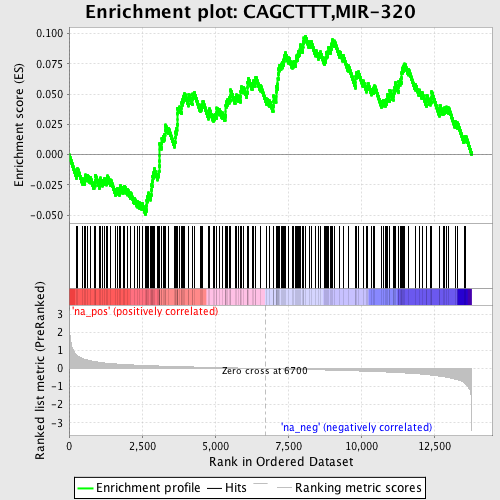 Enrichment plot: CAGCTTT,MIR-320
Enrichment score (ES)
0.100
0.075
0.050
0.025
0.000
-0.025
-0.050
'na_pos' (positively correlated)
Ranked list metric (PreRanked)
3
2
1
0
-1
-2
-3
Zero cross at 6700
'na_neg' (negatively correlated)
0
2,500
5,000
7,500
10,000
12,500
Rank in Ordered Dataset
Enrichment profile
Hits
Ranking metric scores